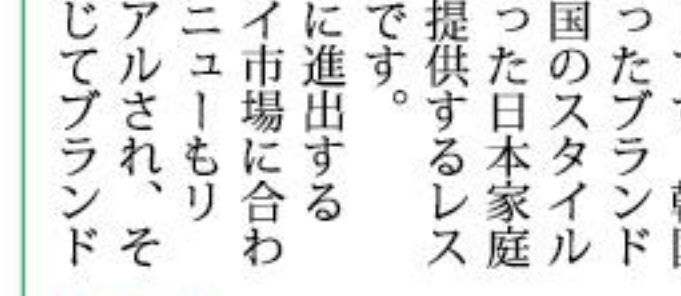 ったブランド
国のスタイル
った日本家庭
提供するレス
です。
に進出する
イ市場に合わ
ニューもリ
アルされ、そ
じてブランド